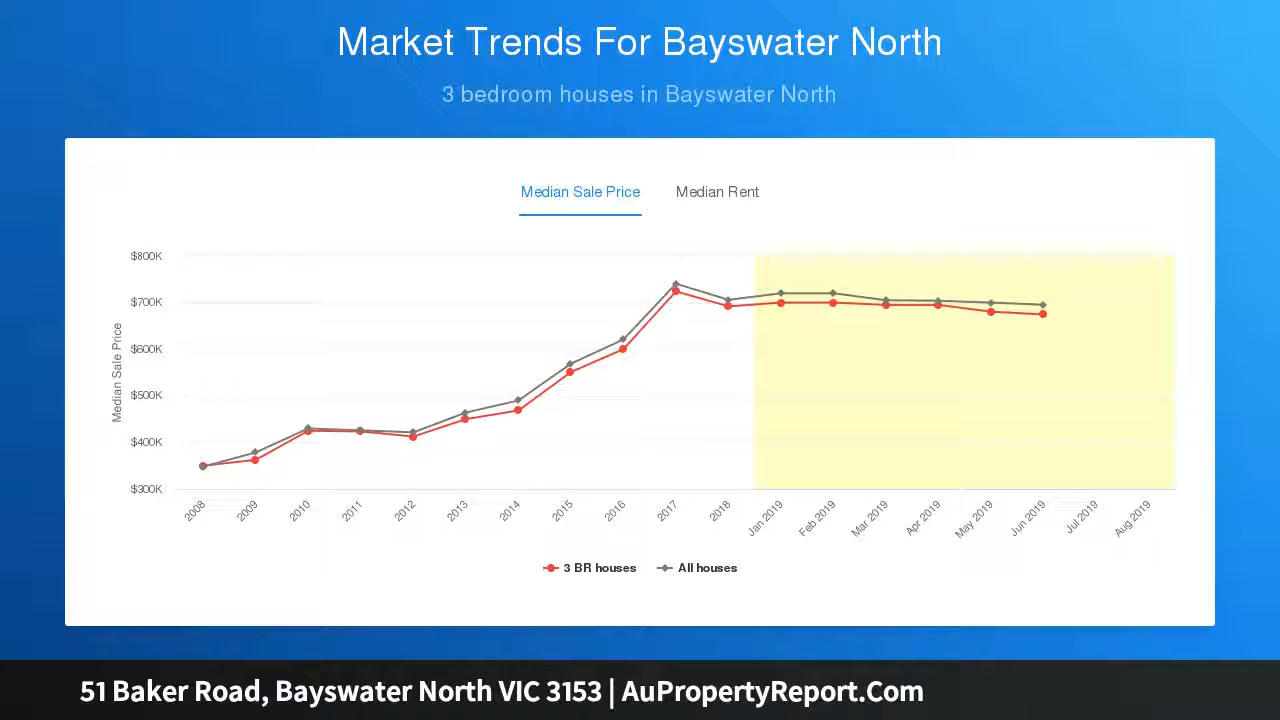 Market Trends For Bayswater North
3 bedroom houses in Bayswater North
Median Sale Price Median Rent
$800K
$700K
$600K
$500K
$400K
$300K
Median Sale Price
2008 2009 2010 2011 2012 2013 2014 2015 2016 2017 2018 Jan 2019 Feb 2019 Mar 2019 Apr 2019 May 2019 Jun 2019 Jul 2019 Aug 2019
3 BR houses All houses
51 Baker Road, Bayswater North VIC 3153 | AuPropertyReport.Com